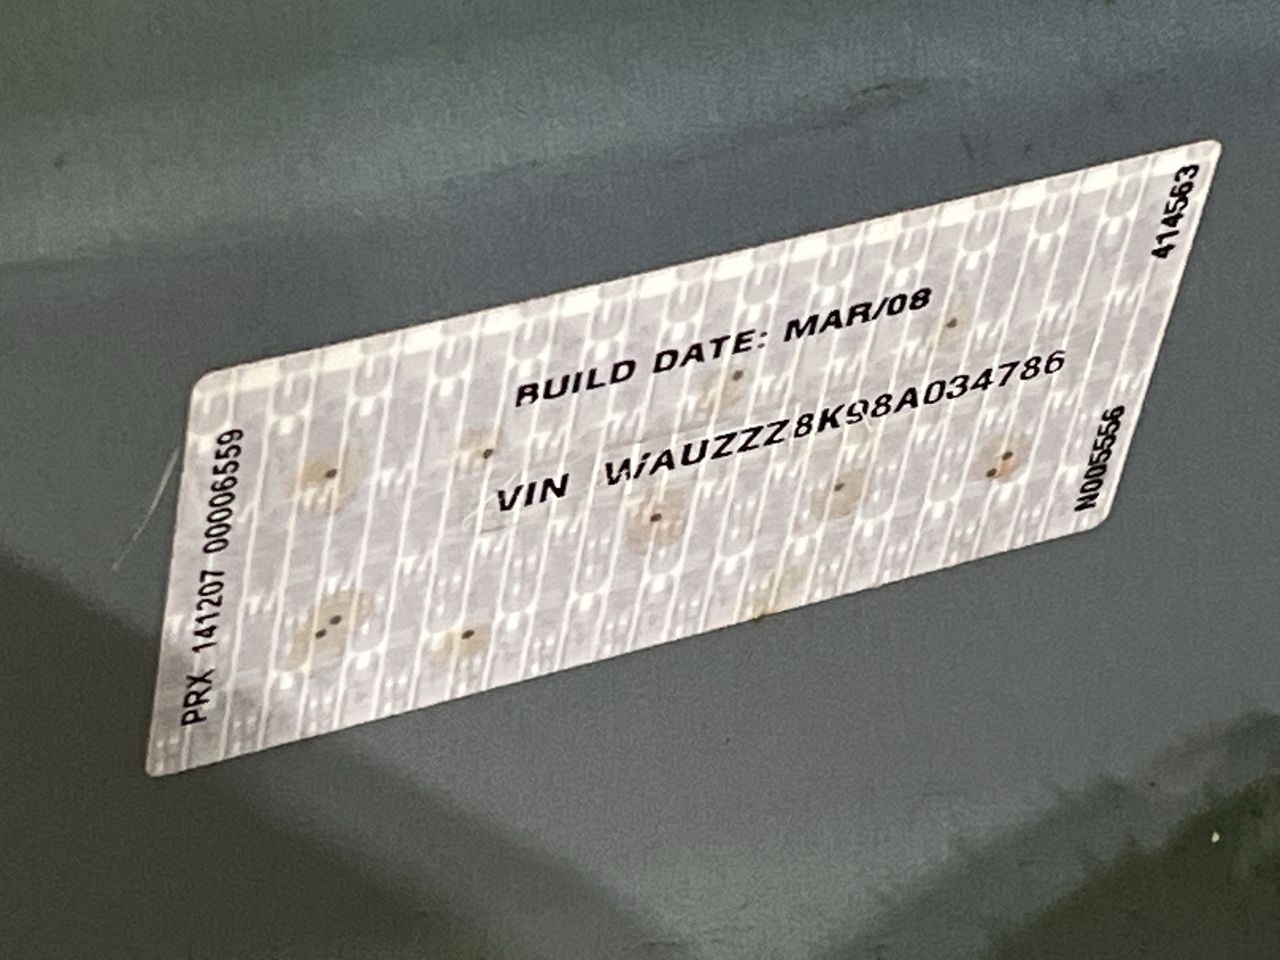 BUILD DATE: MAR/08
VIN WAUZZZ8K98A034786
PRX 141207 00006559
414563
N005556